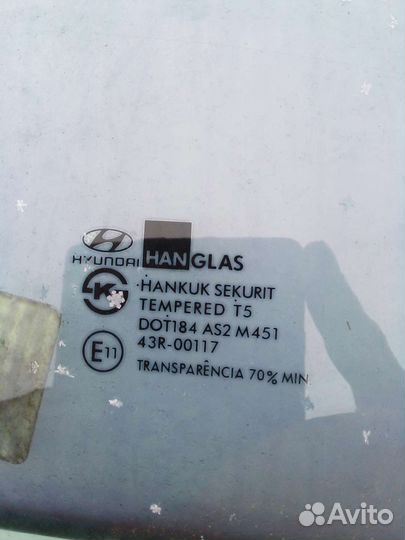 HYUNDAI HANGLAS
K HANKUK SEKURIT
TEMPERED T5
DOT184 AS2 M451
E11 43R-00117
TRANSPARÊNCIA 70% MIN
Avito